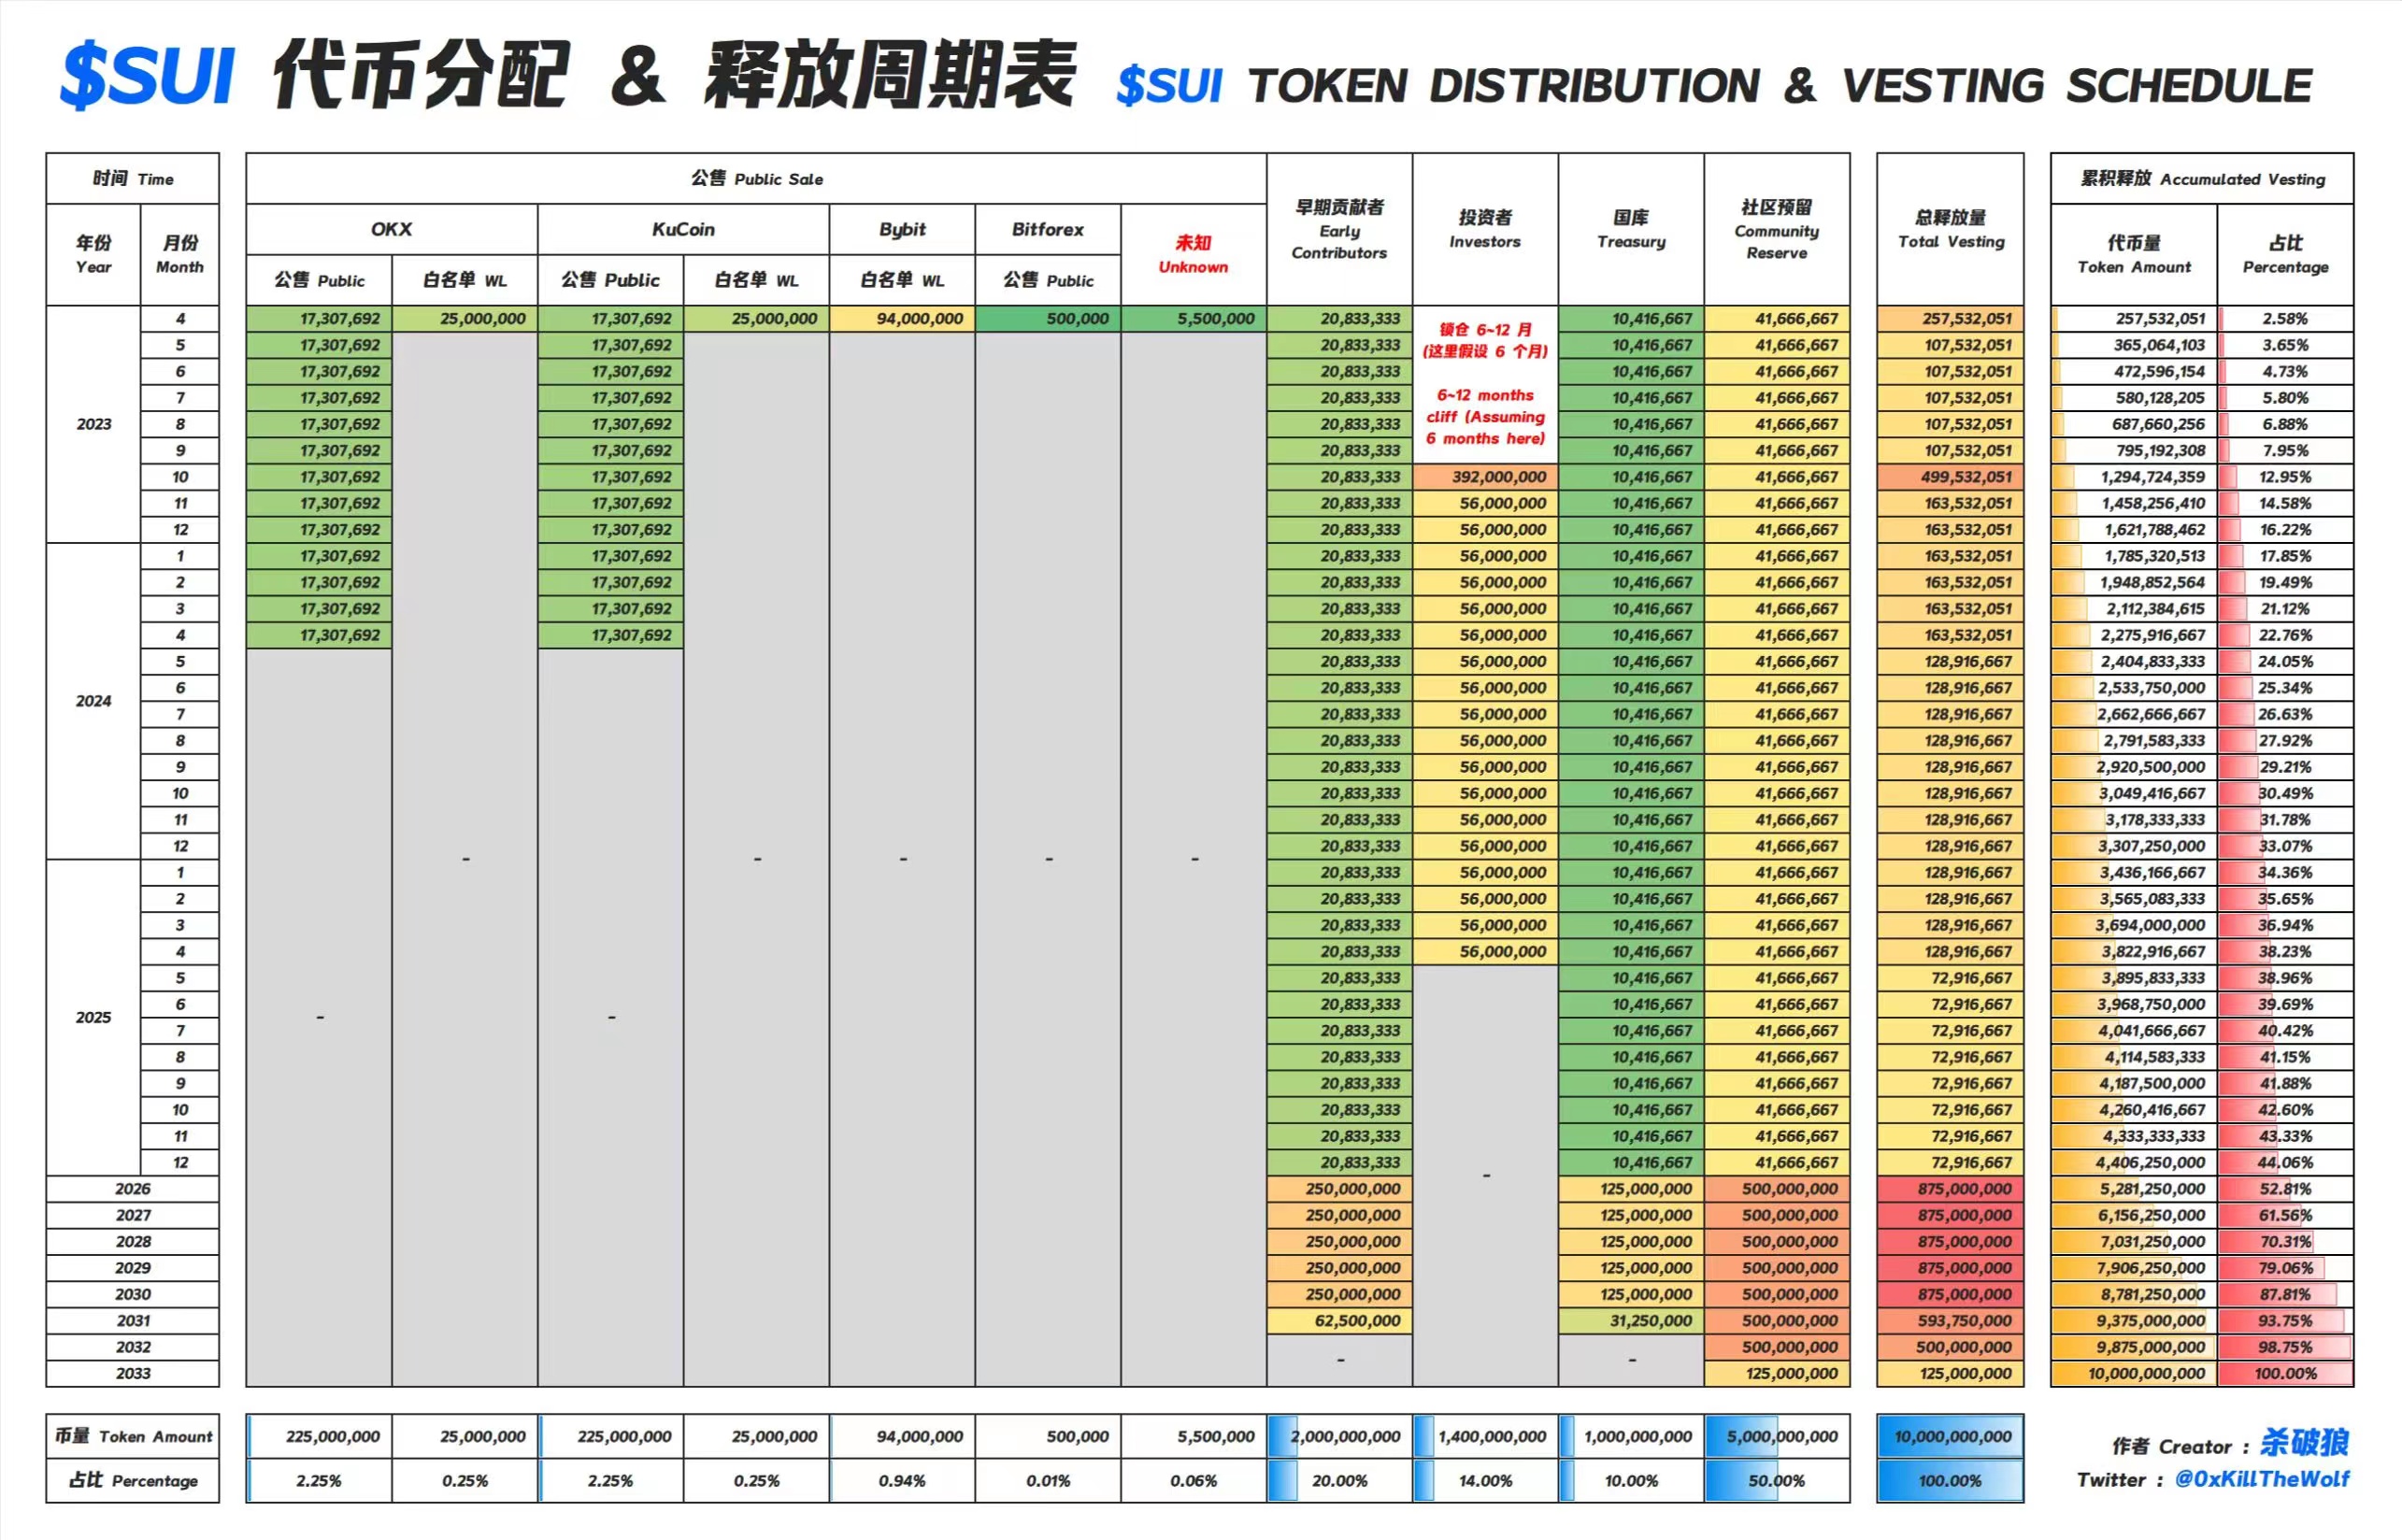 $SUI 代币分配 & 释放周期表 $SUI TOKEN DISTRIBUTION & VESTING SCHEDULE
时间 Time 公售 Public Sale 早期贡献者 Early Contributors 投资者 Investors 国库 Treasury 社区预留 Community Reserve 总释放量 Total Vesting 累积释放 Accumulated Vesting
年份 Year 月份 Month OKX KuCoin Bybit Bitforex 未知 Unknown 代币量 Token Amount 占比 Percentage
公售 Public 白名单 WL 公售 Public 白名单 WL 白名单 WL 公售 Public
2023
4 17,307,692 25,000,000 17,307,692 25,000,000 94,000,000 500,000 5,500,000 20,833,333 10,416,667 41,666,667 257,532,051 257,532,051 2.58%
锁仓 6~12 月
(这里假设 6 个月)
6~12 months
cliff (Assuming
6 months here)
5 17,307,692 17,307,692 20,833,333 10,416,667 41,666,667 107,532,051 365,064,103 3.65%
6 17,307,692 17,307,692 20,833,333 10,416,667 41,666,667 107,532,051 472,596,154 4.73%
7 17,307,692 17,307,692 20,833,333 10,416,667 41,666,667 107,532,051 580,128,205 5.80%
8 17,307,692 17,307,692 20,833,333 10,416,667 41,666,667 107,532,051 687,660,256 6.88%
9 17,307,692 17,307,692 20,833,333 10,416,667 41,666,667 107,532,051 795,192,308 7.95%
10 17,307,692 17,307,692 20,833,333 392,000,000 10,416,667 41,666,667 499,532,051 1,294,724,359 12.95%
11 17,307,692 17,307,692 20,833,333 56,000,000 10,416,667 41,666,667 163,532,051 1,458,256,410 14.58%
12 17,307,692 17,307,692 20,833,333 56,000,000 10,416,667 41,666,667 163,532,051 1,621,788,462 16.22%
2024
1 17,307,692 17,307,692 20,833,333 56,000,000 10,416,667 41,666,667 163,532,051 1,785,320,513 17.85%
2 17,307,692 17,307,692 20,833,333 56,000,000 10,416,667 41,666,667 163,532,051 1,948,852,564 19.49%
3 17,307,692 17,307,692 20,833,333 56,000,000 10,416,667 41,666,667 163,532,051 2,112,384,615 21.12%
4 17,307,692 17,307,692 20,833,333 56,000,000 10,416,667 41,666,667 163,532,051 2,275,916,667 22.76%
5 20,833,333 56,000,000 10,416,667 41,666,667 128,916,667 2,404,833,333 24.05%
6 20,833,333 56,000,000 10,416,667 41,666,667 128,916,667 2,533,750,000 25.34%
7 20,833,333 56,000,000 10,416,667 41,666,667 128,916,667 2,662,666,667 26.63%
8 20,833,333 56,000,000 10,416,667 41,666,667 128,916,667 2,791,583,333 27.92%
9 20,833,333 56,000,000 10,416,667 41,666,667 128,916,667 2,920,500,000 29.21%
10 20,833,333 56,000,000 10,416,667 41,666,667 128,916,667 3,049,416,667 30.49%
11 20,833,333 56,000,000 10,416,667 41,666,667 128,916,667 3,178,333,333 31.78%
12 20,833,333 56,000,000 10,416,667 41,666,667 128,916,667 3,307,250,000 33.07%
- - - - -
2025
1 20,833,333 56,000,000 10,416,667 41,666,667 128,916,667 3,436,166,667 34.36%
2 20,833,333 56,000,000 10,416,667 41,666,667 128,916,667 3,565,083,333 35.65%
3 20,833,333 56,000,000 10,416,667 41,666,667 128,916,667 3,694,000,000 36.94%
4 20,833,333 56,000,000 10,416,667 41,666,667 128,916,667 3,822,916,667 38.23%
5 20,833,333 10,416,667 41,666,667 72,916,667 3,895,833,333 38.96%
6 20,833,333 10,416,667 41,666,667 72,916,667 3,968,750,000 39.69%
- -
7 20,833,333 10,416,667 41,666,667 72,916,667 4,041,666,667 40.42%
8 20,833,333 10,416,667 41,666,667 72,916,667 4,114,583,333 41.15%
9 20,833,333 10,416,667 41,666,667 72,916,667 4,187,500,000 41.88%
10 20,833,333 10,416,667 41,666,667 72,916,667 4,260,416,667 42.60%
11 20,833,333 10,416,667 41,666,667 72,916,667 4,333,333,333 43.33%
12 20,833,333 10,416,667 41,666,667 72,916,667 4,406,250,000 44.06%
-
2026 250,000,000 125,000,000 500,000,000 875,000,000 5,281,250,000 52.81%
2027 250,000,000 125,000,000 500,000,000 875,000,000 6,156,250,000 61.56%
2028 250,000,000 125,000,000 500,000,000 875,000,000 7,031,250,000 70.31%
2029 250,000,000 125,000,000 500,000,000 875,000,000 7,906,250,000 79.06%
2030 250,000,000 125,000,000 500,000,000 875,000,000 8,781,250,000 87.81%
2031 62,500,000 31,250,000 500,000,000 593,750,000 9,375,000,000 93.75%
2032 500,000,000 500,000,000 9,875,000,000 98.75%
- -
2033 125,000,000 125,000,000 10,000,000,000 100.00%
币量 Token Amount 225,000,000 25,000,000 225,000,000 25,000,000 94,000,000 500,000 5,500,000 2,000,000,000 1,400,000,000 1,000,000,000 5,000,000,000 10,000,000,000
占比 Percentage 2.25% 0.25% 2.25% 0.25% 0.94% 0.01% 0.06% 20.00% 14.00% 10.00% 50.00% 100.00%
作者 Creator : 杀破狼
Twitter : @0xKillTheWolf